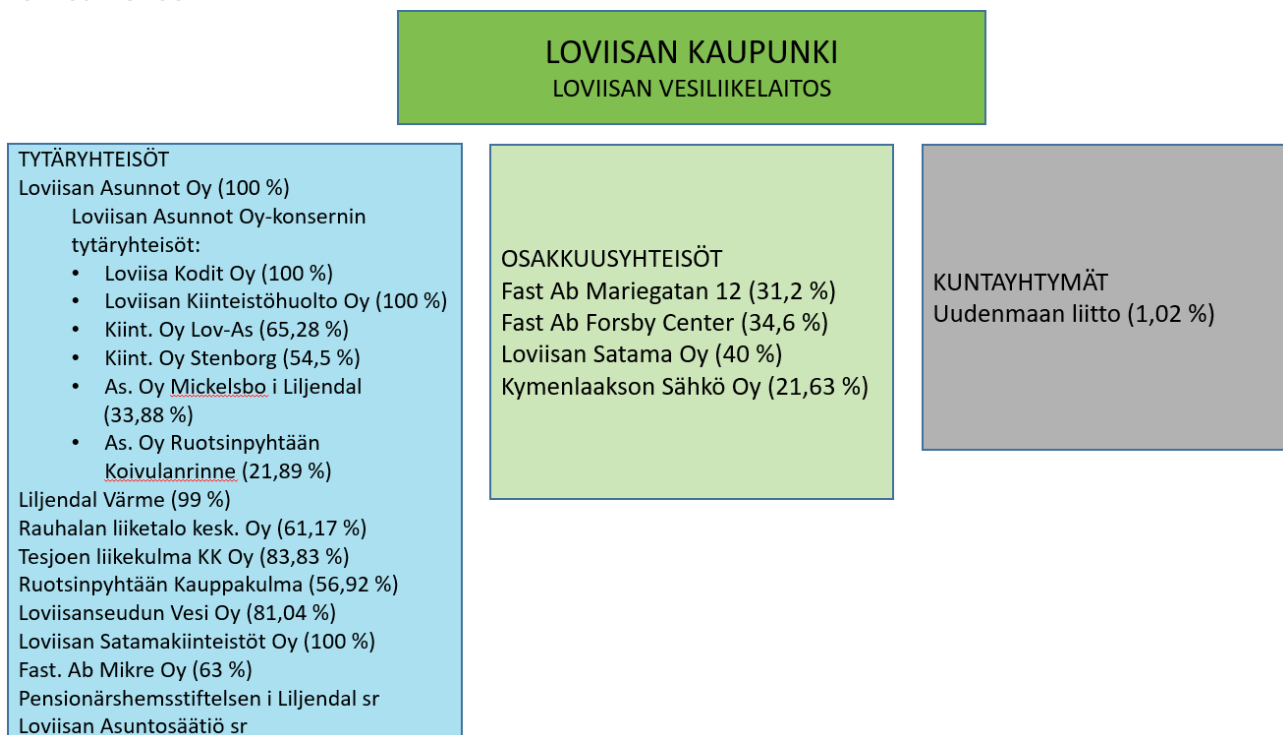 LOVIISAN KAUPUNKI
LOVIISAN VESILIIKELAITOS
TYTÄRYHTEISÖT
Loviisan Asunnot Oy (100 %)
Loviisan Asunnot Oy-konsernin
tytäryhteisöt:
• Loviisa Kodit Oy (100 %)
• Loviisan Kiinteistöhuolto Oy (100 %)
• Kiint. Oy Lov-As (65,28 %)
• Kiint. Oy Stenborg (54,5 %)
• As. Oy Mickelsbo i Liljendal
(33,88 %)
• As. Oy Ruotsinpyhtään
Koivulanrinne (21,89 %)
Liljendal Värme (99 %)
Rauhalan liiketalo kesk. Oy (61,17 %)
Tesjoen liikekulma KK Oy (83,83 %)
Ruotsinpyhtään Kauppakulma (56,92 %)
Loviisanseudun Vesi Oy (81,04 %)
Loviisan Satamakiinteistöt Oy (100 %)
Fast. Ab Mikre Oy (63 %)
Pensionärshemsstiftelsen i Liljendal sr
Loviisan Asuntosäätiö sr
OSAKKUUSYHTEISÖT
Fast Ab Mariegatan 12 (31,2 %)
Fast Ab Forsby Center (34,6 %)
Loviisan Satama Oy (40 %)
Kymenlaakson Sähkö Oy (21,63 %)
KUNTAYHTYMÄT
Uudenmaan liitto (1,02 %)